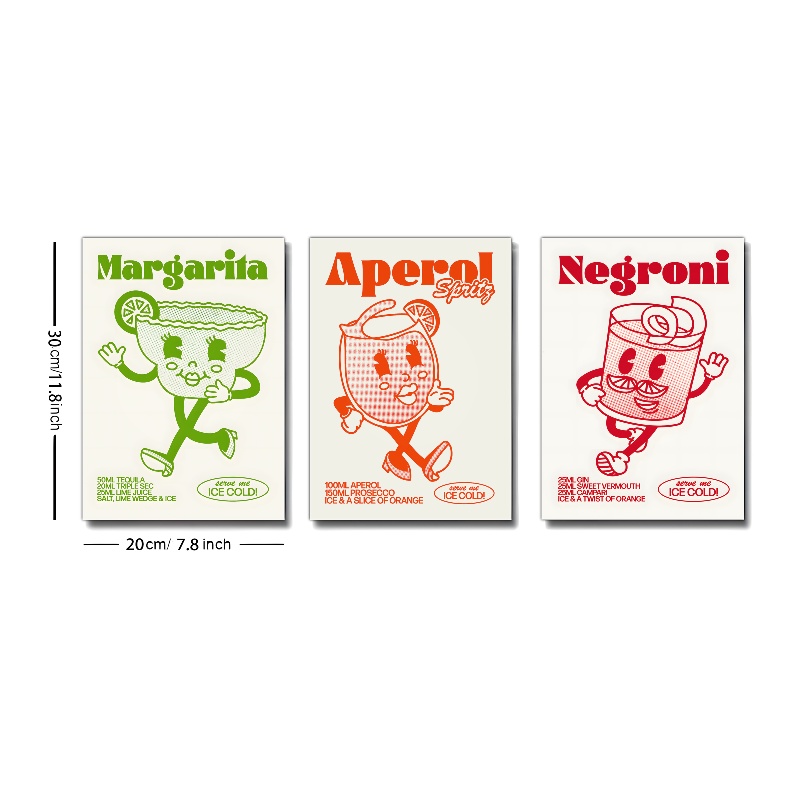 Margarita
50ML TEQUILA
20ML TRIPLE SEC
25ML LIME JUICE
SALT, LIME WEDGE & ICE
serve me
ICE COLD!
Aperol
Spritz
100ML APEROL
150ML PROSECCO
ICE & A SLICE OF ORANGE
serve me
ICE COLD!
Negroni
25ML GIN
25ML SWEET VERMOUTH
25ML CAMPARI
ICE & A TWIST OF ORANGE
serve me
ICE COLD!
30cm/11.8inch
20cm/ 7.8 inch